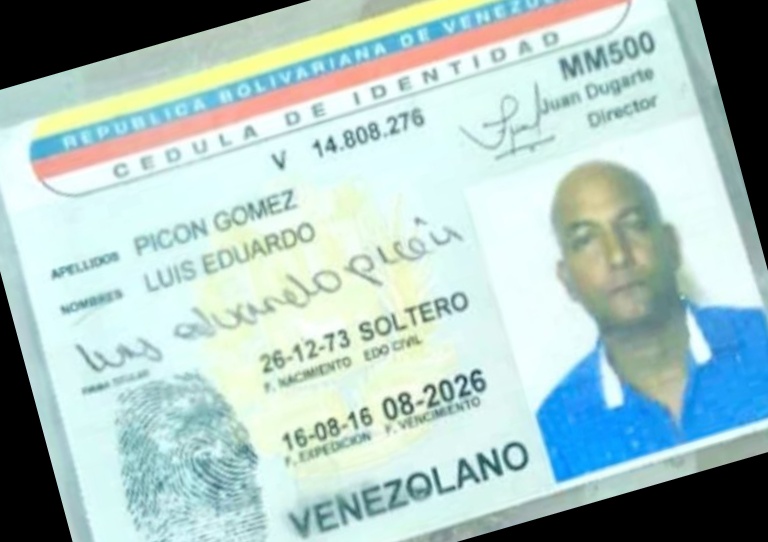 REPUBLICA BOLIVARIANA DE VENEZUELA
CEDULA DE IDENTIDAD
MM500
Juan Dugarte
Director
V 14.808.276
APELLIDOS PICON GOMEZ
NOMBRES LUIS EDUARDO
luis eduardo picón
FIRMA TITULAR
26-12-73 SOLTERO
F. NACIMIENTO EDO CIVIL
16-08-16 08-2026
F. EXPEDICION F. VENCIMIENTO
VENEZOLANO